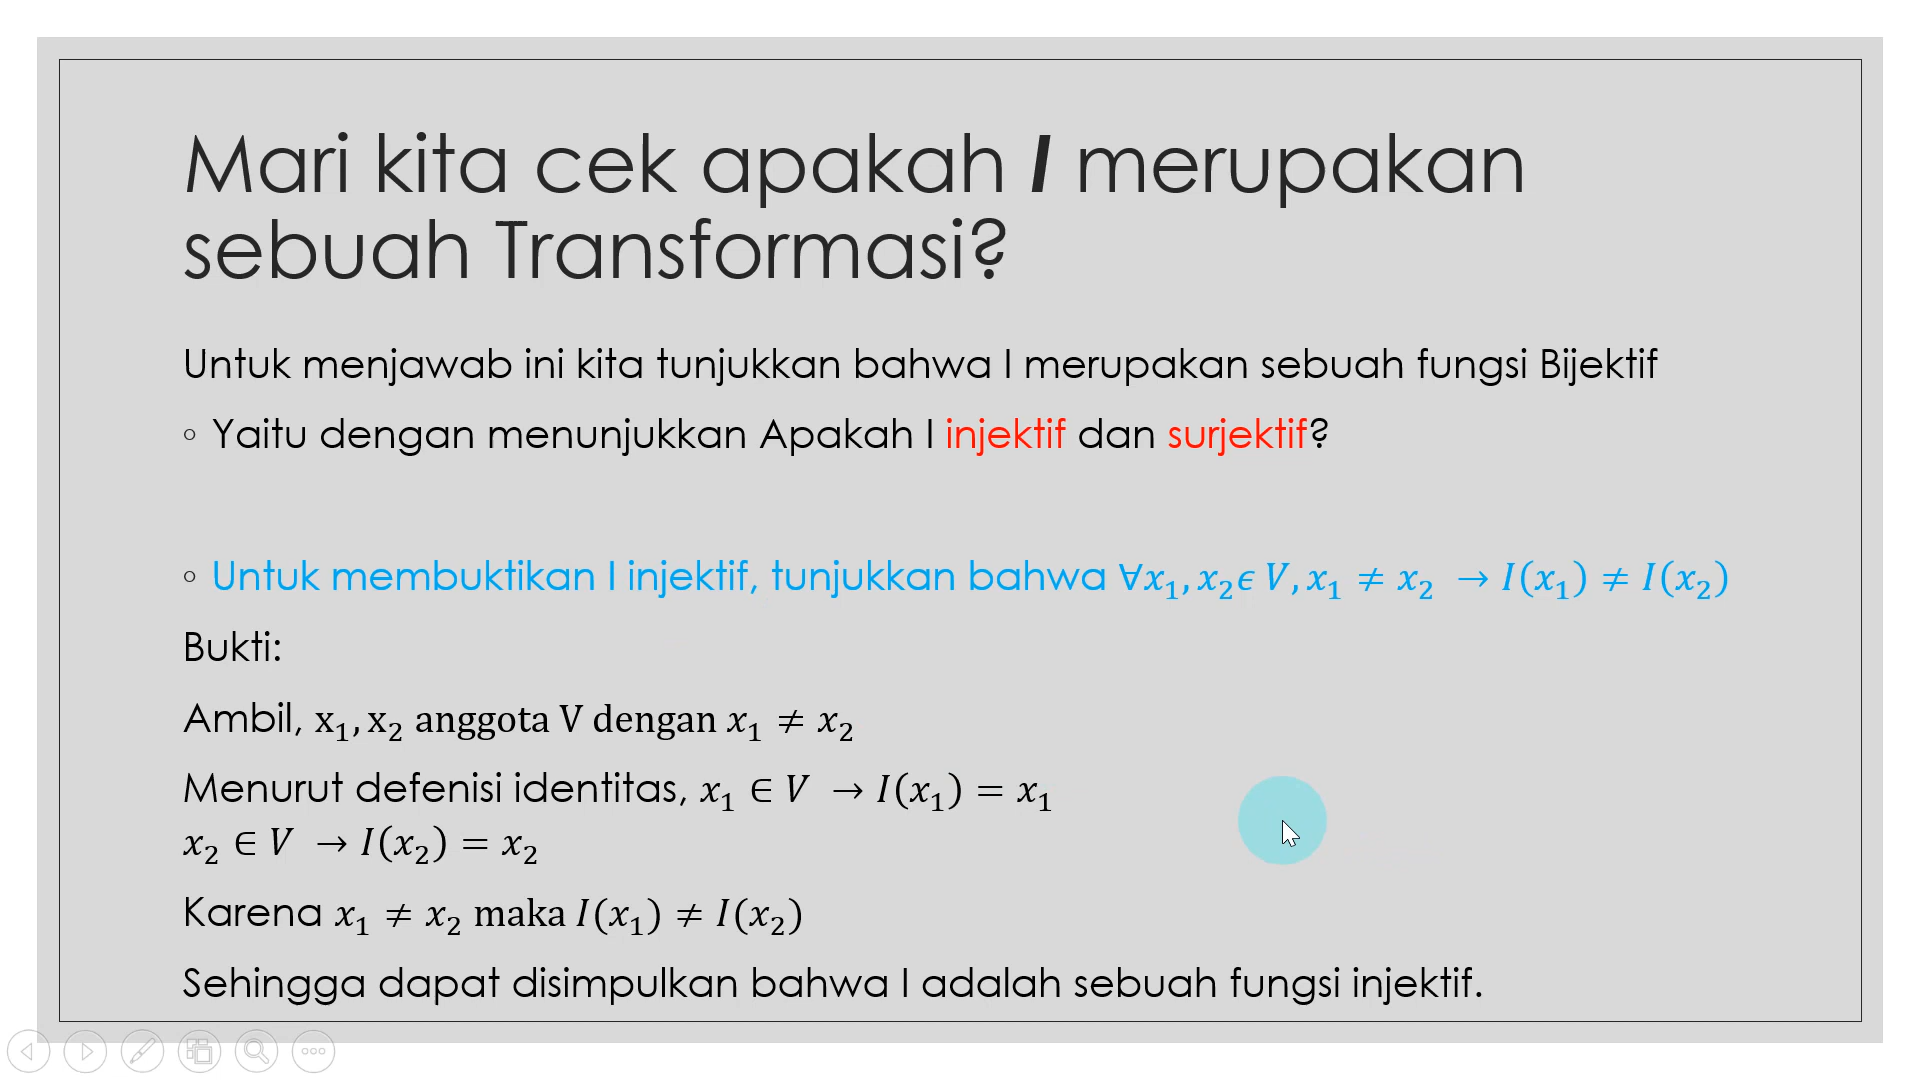 Mari kita cek apakah I merupakan
sebuah Transformasi?
Untuk menjawab ini kita tunjukkan bahwa I merupakan sebuah fungsi Bijektif
◦ Yaitu dengan menunjukkan Apakah I injektif dan surjektif?
◦ Untuk membuktikan I injektif, tunjukkan bahwa ∀x₁, x₂ϵ V, x₁ ≠ x₂ → I(x₁) ≠ I(x₂)
Bukti:
Ambil, x₁, x₂ anggota V dengan x₁ ≠ x₂
Menurut defenisi identitas, x₁ ∈ V → I(x₁) = x₁
x₂ ∈ V → I(x₂) = x₂
Karena x₁ ≠ x₂ maka I(x₁) ≠ I(x₂)
Sehingga dapat disimpulkan bahwa I adalah sebuah fungsi injektif.